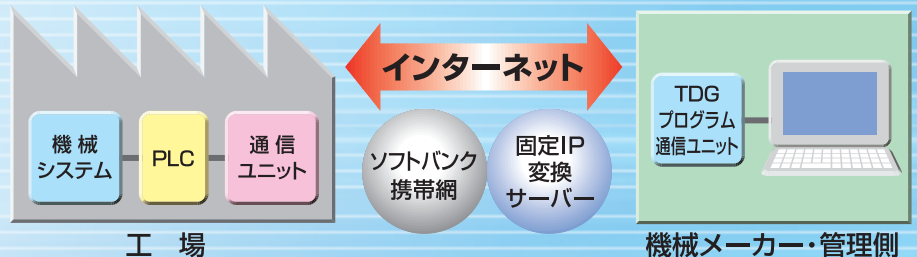 機械
システム
PLC
通信
ユニット
工場
インターネット
ソフトバンク
携帯網
固定IP
変換
サーバー
TDG
プログラム
通信ユニット
機械メーカー・管理側